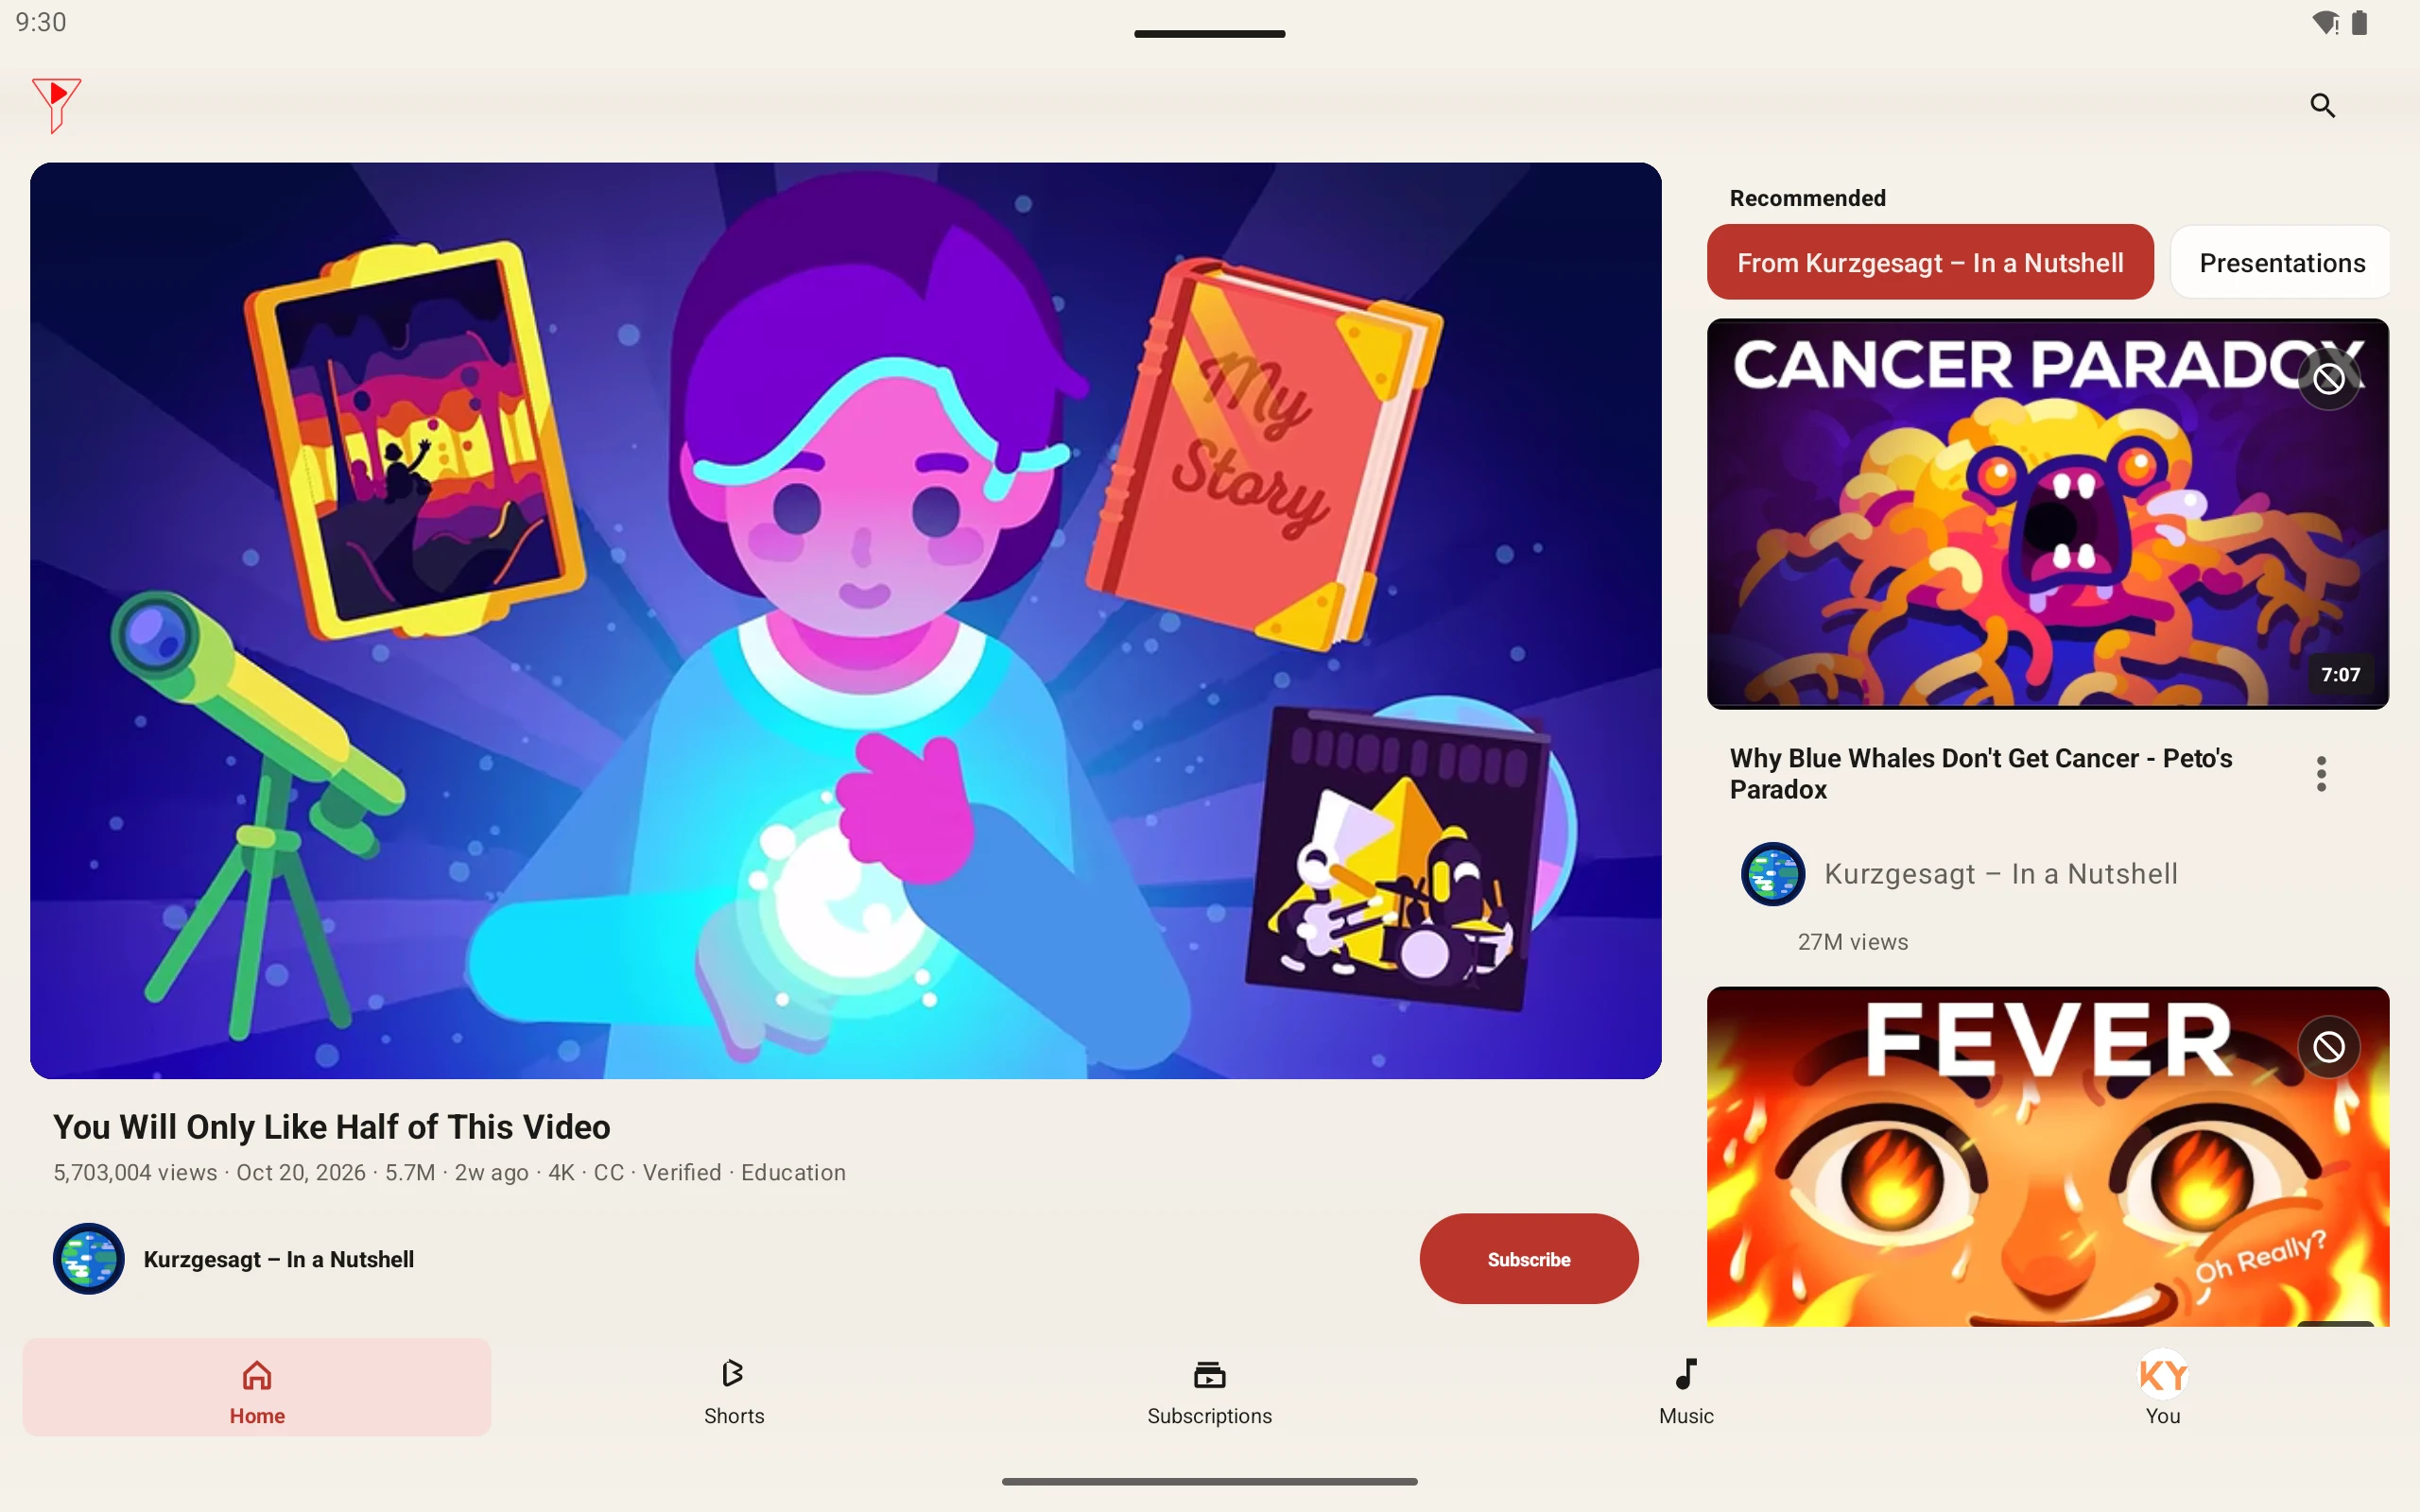 9:30
My
Story
You Will Only Like Half of This Video
5,703,004 views · Oct 20, 2026 · 5.7M · 2w ago · 4K · CC · Verified · Education
Kurzgesagt – In a Nutshell
Subscribe
Recommended
From Kurzgesagt – In a Nutshell
Presentations
CANCER PARADOX
7:07
Why Blue Whales Don't Get Cancer - Peto's
Paradox
Kurzgesagt – In a Nutshell
27M views
FEVER
Oh Really?
Home
Shorts
Subscriptions
Music
KY
You